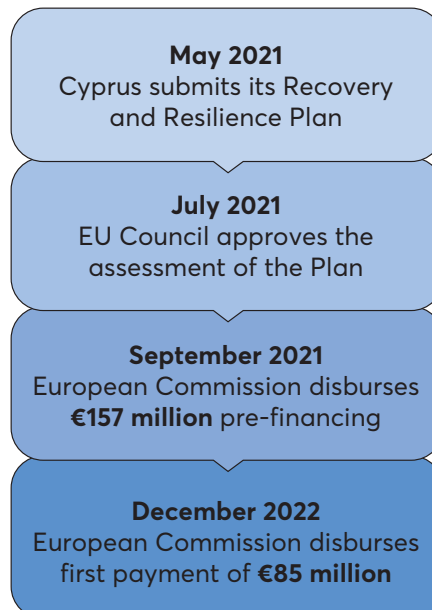 May 2021
Cyprus submits its Recovery
and Resilience Plan
July 2021
EU Council approves the
assessment of the Plan
September 2021
European Commission disburses
€157 million pre-financing
December 2022
European Commission disburses
first payment of €85 million